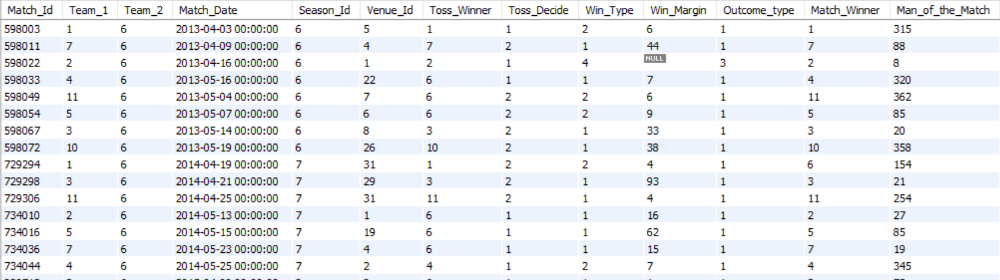 Match_Id Team_1 Team_2 Match_Date Season_Id Venue_Id Toss_Winner Toss_Decide Win_Type Win_Margin Outcome_type Match_Winner Man_of_the_Match
598003 1 6 2013-04-03 00:00:00 6 5 1 1 2 6 1 1 315
598011 7 6 2013-04-09 00:00:00 6 4 7 2 1 44 1 7 88
598022 2 6 2013-04-16 00:00:00 6 1 2 1 4 NULL 3 2 8
598033 4 6 2013-05-16 00:00:00 6 22 6 1 1 7 1 4 320
598049 11 6 2013-05-04 00:00:00 6 7 6 2 2 6 1 11 362
598054 5 6 2013-05-07 00:00:00 6 6 6 2 2 9 1 5 85
598067 3 6 2013-05-14 00:00:00 6 8 3 2 1 33 1 3 20
598072 10 6 2013-05-19 00:00:00 6 26 10 2 1 38 1 10 358
729294 1 6 2014-04-19 00:00:00 7 31 1 2 2 4 1 6 154
729298 3 6 2014-04-21 00:00:00 7 29 3 2 1 93 1 3 21
729306 11 6 2014-04-25 00:00:00 7 31 11 2 1 4 1 11 254
734010 2 6 2014-05-13 00:00:00 7 1 6 1 1 16 1 2 27
734016 5 6 2014-05-15 00:00:00 7 19 6 1 1 62 1 5 85
734036 7 6 2014-05-23 00:00:00 7 4 6 1 1 15 1 7 19
734044 4 6 2014-05-25 00:00:00 7 2 4 1 2 7 1 4 345